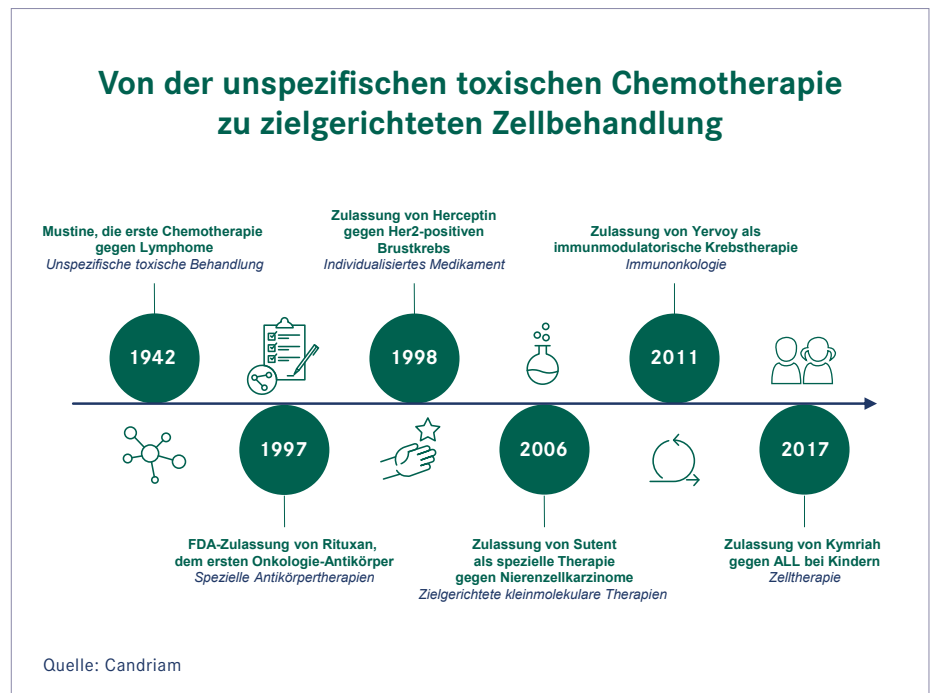 Von der unspezifischen toxischen Chemotherapie
zu zielgerichteten Zellbehandlung
Mustine, die erste Chemotherapie
gegen Lymphome
Unspezifische toxische Behandlung
Zulassung von Herceptin
gegen Her2-positiven
Brustkrebs
Individualisiertes Medikament
Zulassung von Yervoy als
immunmodulatorische Krebstherapie
Immunonkologie
1942
1998
2011
1997
2006
2017
FDA-Zulassung von Rituxan,
dem ersten Onkologie-Antikörper
Spezielle Antikörpertherapien
Zulassung von Sutent
als spezielle Therapie
gegen Nierenzellkarzinome
Zielgerichtete kleinmolekulare Therapien
Zulassung von Kymriah
gegen ALL bei Kindern
Zelltherapie
Quelle: Candriam